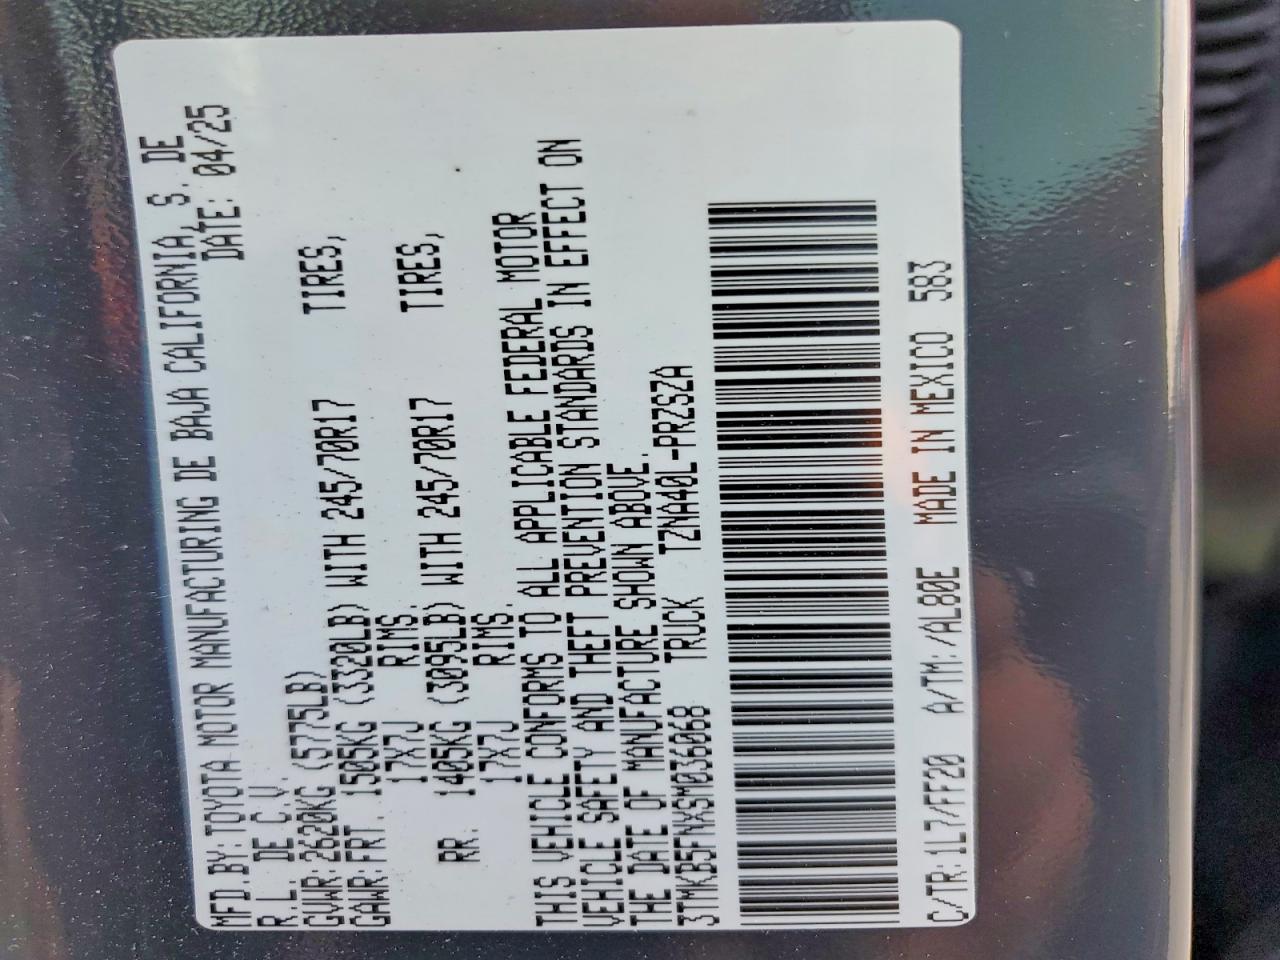 MFD.BY:TOYOTA MOTOR MANUFACTURING DE BAJA CALIFORNIA, S. DE
R.L. DE C.V. DATE: 04/25
GVWR:2620KG (5775LB)
GAWR:FRT. 1505KG (3320LB) WITH 245/70R17 TIRES,
17X7J RIMS.
RR. 1405KG (3095LB) WITH 245/70R17 TIRES,
17X7J RIMS.
THIS VEHICLE CONFORMS TO ALL APPLICABLE FEDERAL MOTOR
VEHICLE SAFETY AND THEFT PREVENTION STANDARDS IN EFFECT ON
THE DATE OF MANUFACTURE SHOWN ABOVE.
3TMKB5FNXSM036068 TRUCK TZNA40L-PRZSZA
C/TR:1L7/FF20 A/TM:/AL80E MADE IN MEXICO 583